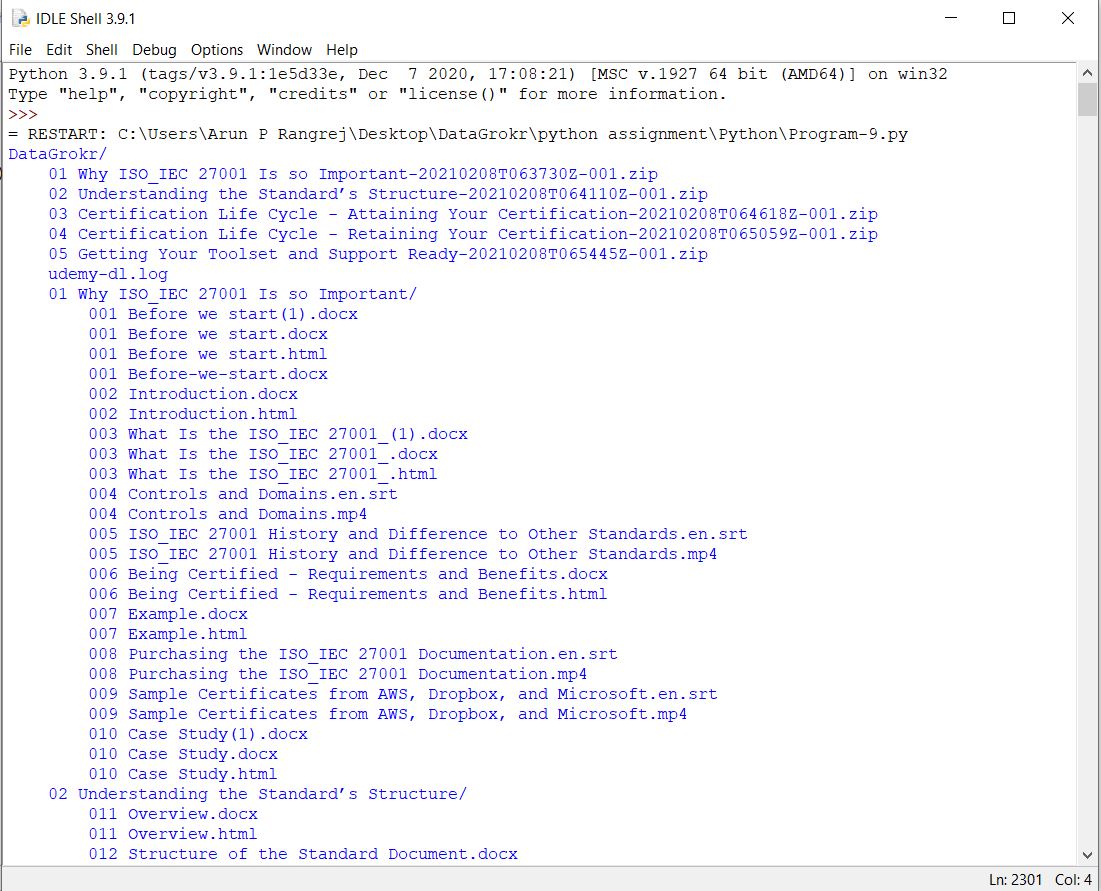 IDLE Shell 3.9.1
File Edit Shell Debug Options Window Help
Python 3.9.1 (tags/v3.9.1:1e5d33e, Dec  7 2020, 17:08:21) [MSC v.1927 64 bit (AMD64)] on win32
Type "help", "copyright", "credits" or "license()" for more information.
>>>
= RESTART: C:\Users\Arun P Rangrej\Desktop\DataGrokr\python assignment\Python\Program-9.py
DataGrokr/
    01 Why ISO_IEC 27001 Is so Important-20210208T063730Z-001.zip
    02 Understanding the Standard’s Structure-20210208T064110Z-001.zip
    03 Certification Life Cycle - Attaining Your Certification-20210208T064618Z-001.zip
    04 Certification Life Cycle - Retaining Your Certification-20210208T065059Z-001.zip
    05 Getting Your Toolset and Support Ready-20210208T065445Z-001.zip
    udemy-dl.log
    01 Why ISO_IEC 27001 Is so Important/
        001 Before we start(1).docx
        001 Before we start.docx
        001 Before we start.html
        001 Before-we-start.docx
        002 Introduction.docx
        002 Introduction.html
        003 What Is the ISO_IEC 27001_(1).docx
        003 What Is the ISO_IEC 27001_.docx
        003 What Is the ISO_IEC 27001_.html
        004 Controls and Domains.en.srt
        004 Controls and Domains.mp4
        005 ISO_IEC 27001 History and Difference to Other Standards.en.srt
        005 ISO_IEC 27001 History and Difference to Other Standards.mp4
        006 Being Certified - Requirements and Benefits.docx
        006 Being Certified - Requirements and Benefits.html
        007 Example.docx
        007 Example.html
        008 Purchasing the ISO_IEC 27001 Documentation.en.srt
        008 Purchasing the ISO_IEC 27001 Documentation.mp4
        009 Sample Certificates from AWS, Dropbox, and Microsoft.en.srt
        009 Sample Certificates from AWS, Dropbox, and Microsoft.mp4
        010 Case Study(1).docx
        010 Case Study.docx
        010 Case Study.html
    02 Understanding the Standard’s Structure/
        011 Overview.docx
        011 Overview.html
        012 Structure of the Standard Document.docx
Ln: 2301 Col: 4